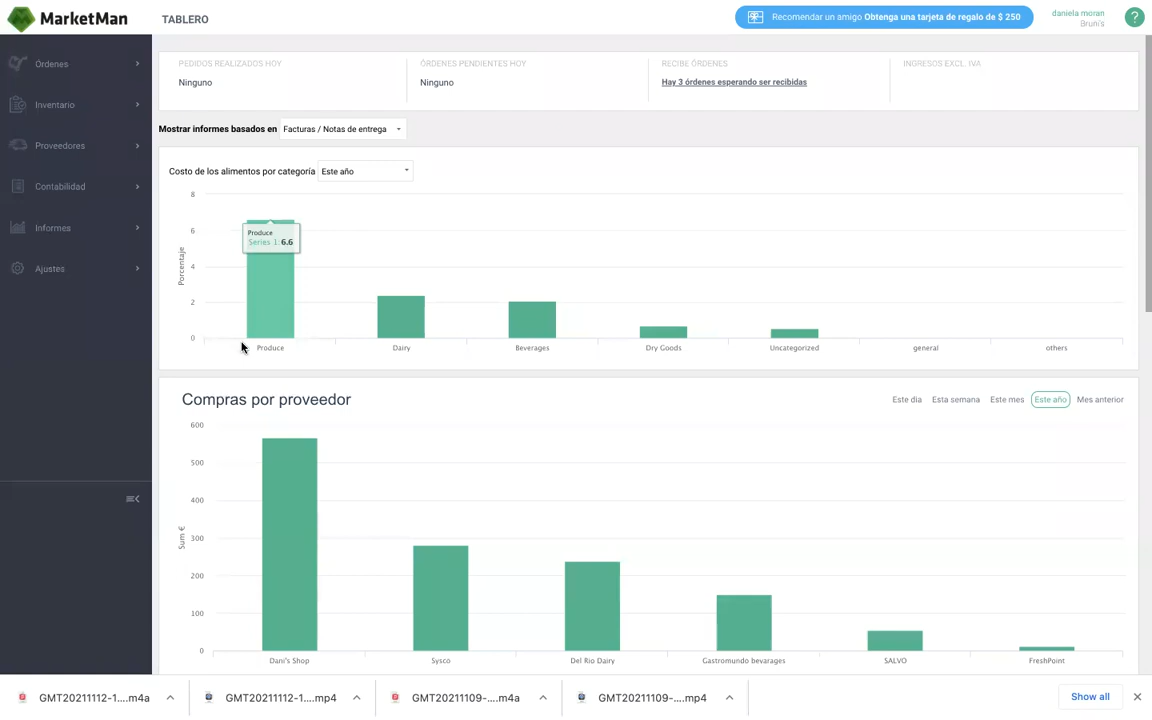 MarketMan
TABLERO
Recomendar un amigo Obtenga una tarjeta de regalo de $ 250
daniela moran
Bruni's
?
Órdenes
Inventario
Proveedores
Contabilidad
Informes
Ajustes
PEDIDOS REALIZADOS HOY
Ninguno
ÓRDENES PENDIENTES HOY
Ninguno
RECIBE ÓRDENES
Hay 3 órdenes esperando ser recibidas
INGRESOS EXCL. IVA
Mostrar informes basados en Facturas / Notas de entrega
Costo de los alimentos por categoría Este año
Porcentaje
8
6
4
2
0
Produce
Series 1: 6.6
Produce Dairy Beverages Dry Goods Uncategorized general others
Compras por proveedor
Este dia Esta semana Este mes Este año Mes anterior
Sum €
600
500
400
300
200
100
0
Dani's Shop Sysco Del Rio Dairy Gastromundo bevarages SALVO FreshPoint
GMT20211112-1....m4a GMT20211112-1....mp4 GMT20211109-....m4a GMT20211109-....mp4 Show all